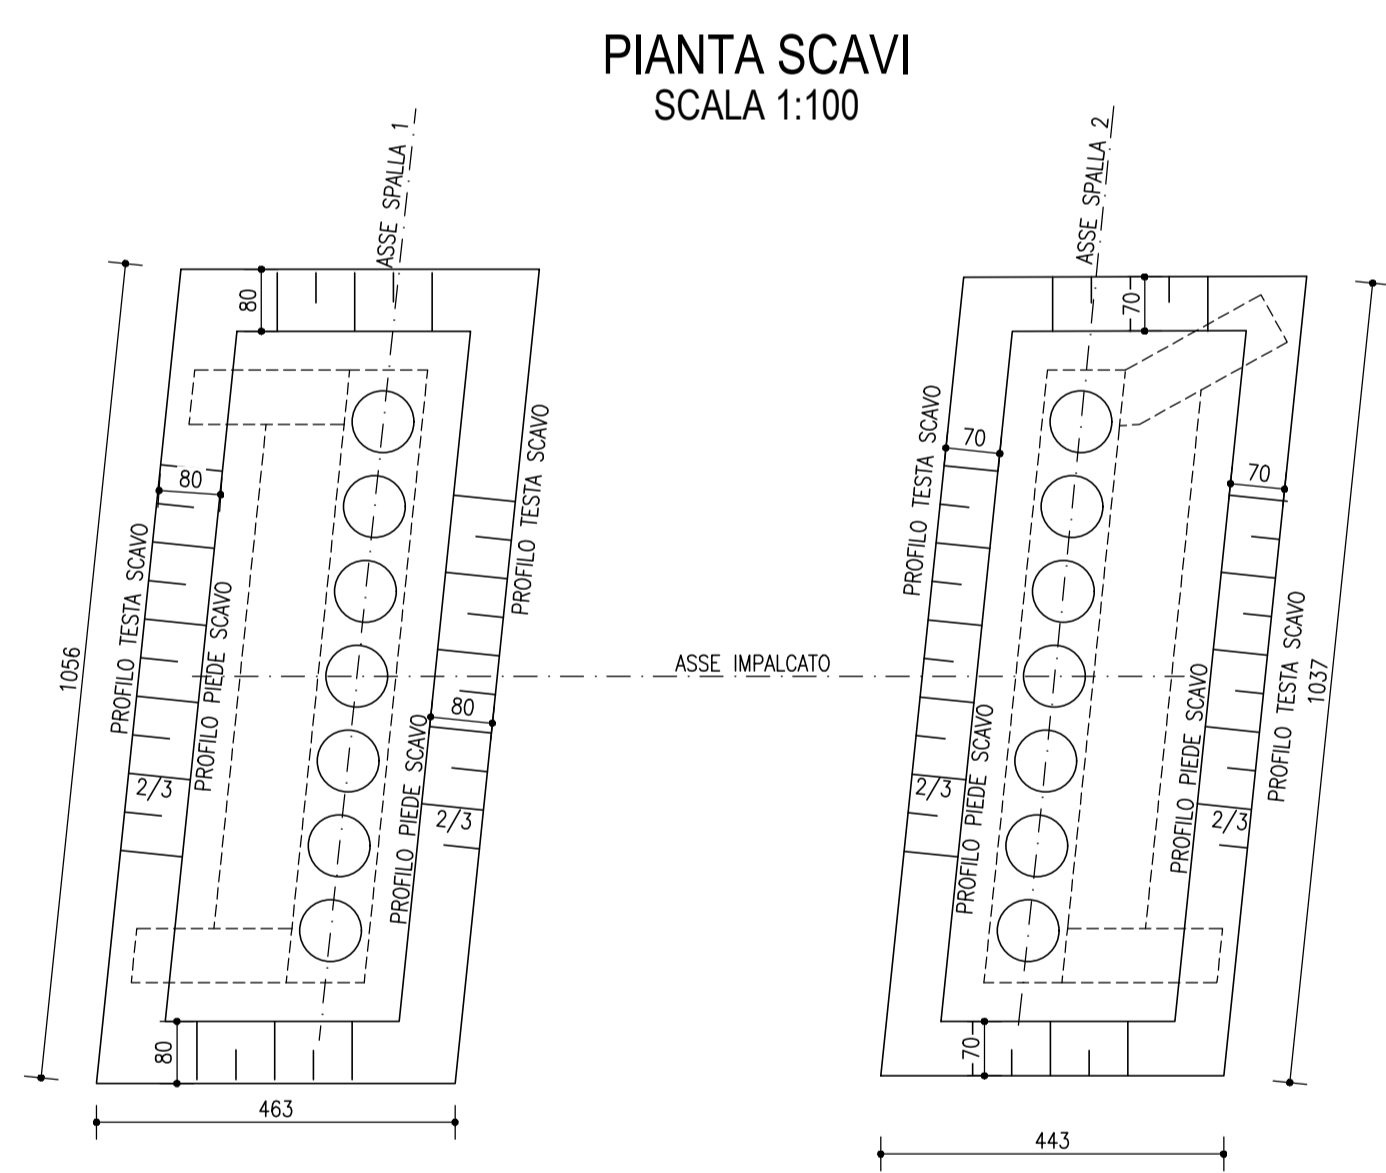 PIANTA SCAVI
SCALA 1:100
ASSE SPALLA 1
ASSE SPALLA 2
80
70
PROFILO TESTA SCAVO
80
PROFILO TESTA SCAVO
PROFILO TESTA SCAVO
70
70
PROFILO TESTA SCAVO
1056
PROFILO PIEDE SCAVO
ASSE IMPALCATO
1037
80
PROFILO PIEDE SCAVO
PROFILO PIEDE SCAVO
PROFILO PIEDE SCAVO
2/3
2/3
2/3
2/3
80
70
463
443